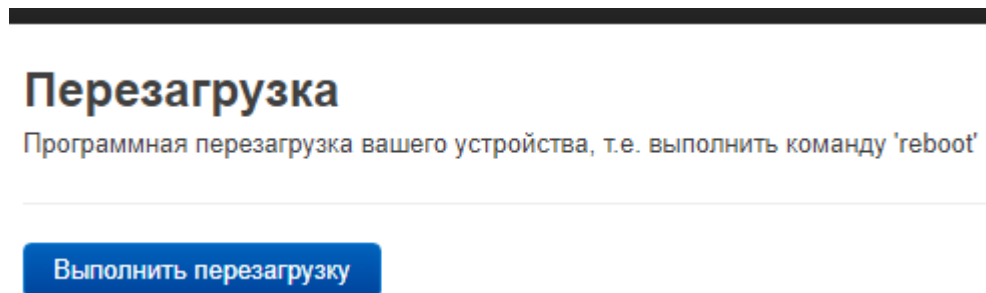 Перезагрузка
Программная перезагрузка вашего устройства, т.е. выполнить команду 'reboot'
Выполнить перезагрузку